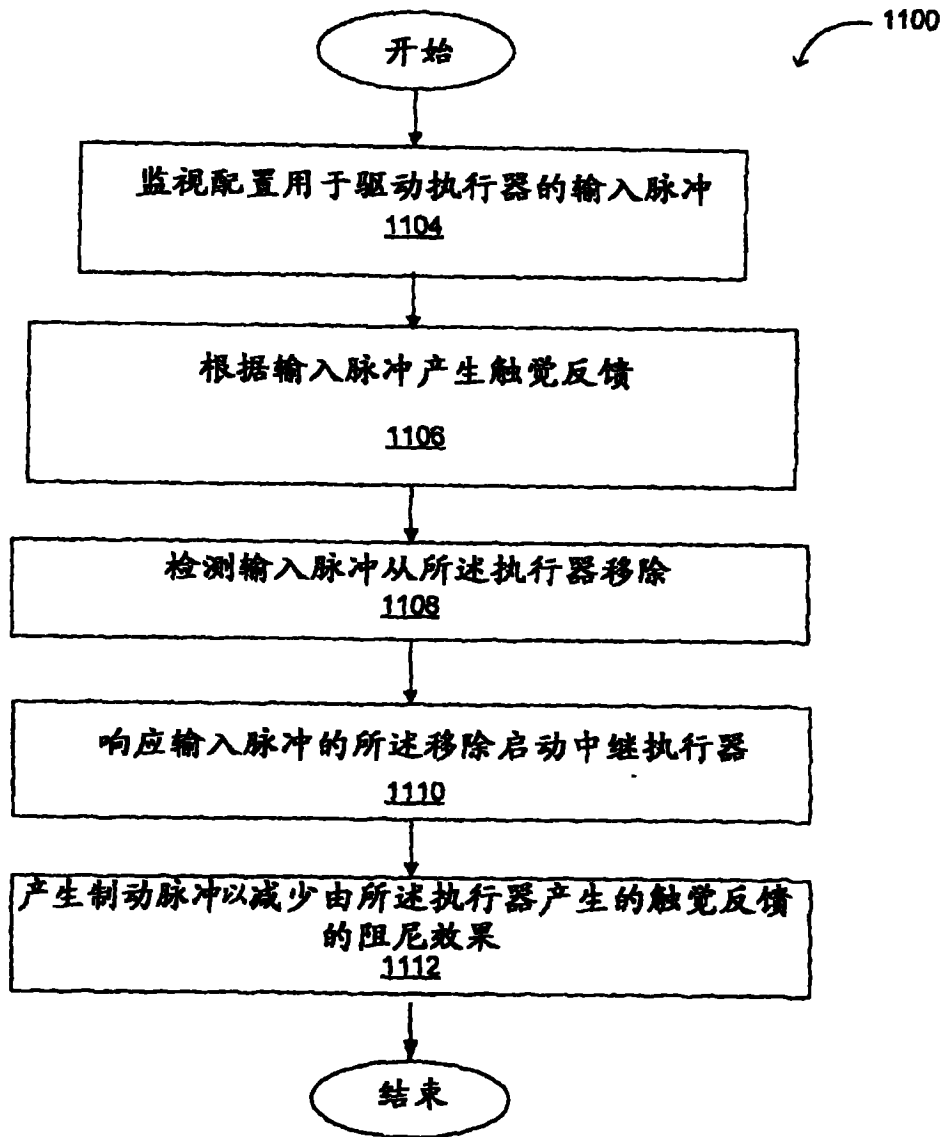 1100
开始
监视配置用于驱动执行器的输入脉冲
1104
根据输入脉冲产生触觉反馈
1106
检测输入脉冲从所述执行器移除
1108
响应输入脉冲的所述移除启动中继执行器
1110
产生制动脉冲以减少由所述执行器产生的触觉反馈
的阻尼效果
1112
结束